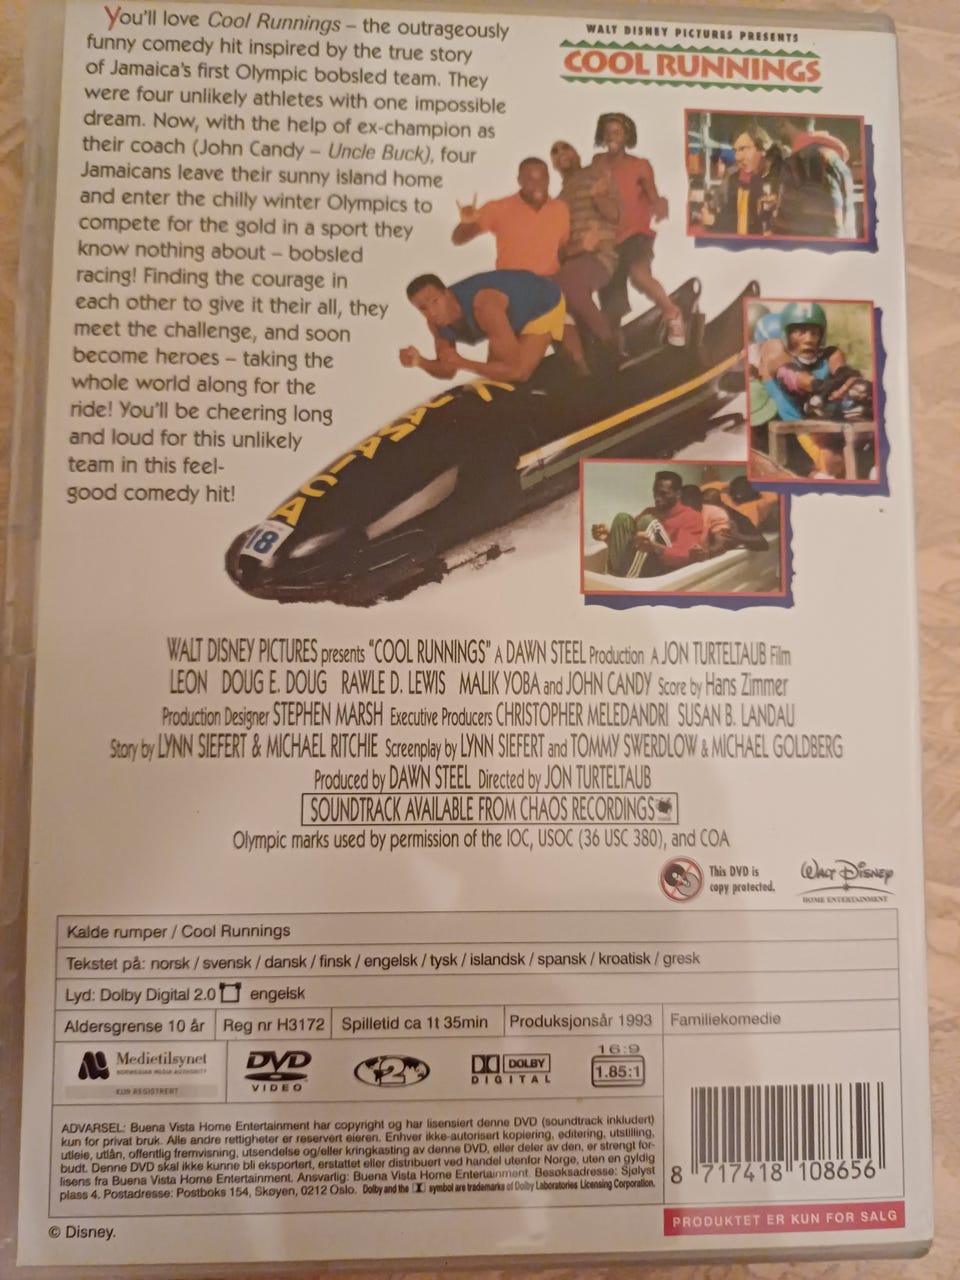 You'll love Cool Runnings – the outrageously
funny comedy hit inspired by the true story
of Jamaica's first Olympic bobsled team. They
were four unlikely athletes with one impossible
dream. Now, with the help of ex-champion as
their coach (John Candy – Uncle Buck), four
Jamaicans leave their sunny island home
and enter the chilly winter Olympics to
compete for the gold in a sport they
know nothing about – bobsled
racing! Finding the courage in
each other to give it their all, they
meet the challenge, and soon
become heroes – taking the
whole world along for the
ride! You'll be cheering long
and loud for this unlikely
team in this feel-
good comedy hit!
WALT DISNEY PICTURES PRESENTS
COOL RUNNINGS
JAMAICA
18
WALT DISNEY PICTURES presents "COOL RUNNINGS" A DAWN STEEL Production A JON TURTELTAUB Film
LEON DOUG E. DOUG RAWLE D. LEWIS MALIK YOBA and JOHN CANDY Score by Hans Zimmer
Production Designer STEPHEN MARSH Executive Producers CHRISTOPHER MELEDANDRI SUSAN B. LANDAU
Story by LYNN SIEFERT & MICHAEL RITCHIE Screenplay by LYNN SIEFERT and TOMMY SWERDLOW & MICHAEL GOLDBERG
Produced by DAWN STEEL Directed by JON TURTELTAUB
SOUNDTRACK AVAILABLE FROM CHAOS RECORDINGS
Olympic marks used by permission of the IOC, USOC (36 USC 380), and COA
This DVD is
copy protected.
WALT DISNEY
HOME ENTERTAINMENT
Kalde rumper / Cool Runnings
Tekstet på: norsk / svensk / dansk / finsk / engelsk / tysk / islandsk / spansk / kroatisk / gresk
Lyd: Dolby Digital 2.0 engelsk
Aldersgrense 10 år Reg nr H3172 Spilletid ca 1t 35min Produksjonsår 1993 Familiekomedie
Medietilsynet
NORWEGIAN MEDIA AUTHORITY
KUN REGISTRERT
DVD
VIDEO
2
DOLBY
DIGITAL
16:9
1.85:1
ADVARSEL: Buena Vista Home Entertainment har copyright og har lisensiert denne DVD (soundtrack inkludert)
kun for privat bruk. Alle andre rettigheter er reservert eieren. Enhver ikke-autorisert kopiering, editering, utstilling,
utleie, utlån, offentlig fremvisning, utsendelse og/eller kringkasting av denne DVD, eller deler av den, er strengt for-
budt. Denne DVD skal ikke kunne bli eksportert, erstattet eller distribuert ved handel utenfor Norge, uten en gyldig
lisens fra Buena Vista Home Entertainment. Ansvarlig: Buena Vista Home Entertainment. Besøksadresse: Sjølyst
plass 4. Postadresse: Postboks 154, Skøyen, 0212 Oslo. Dolby and the symbol are trademarks of Dolby Laboratories Licensing Corporation.
8 717418 108656
PRODUKTET ER KUN FOR SALG
© Disney.